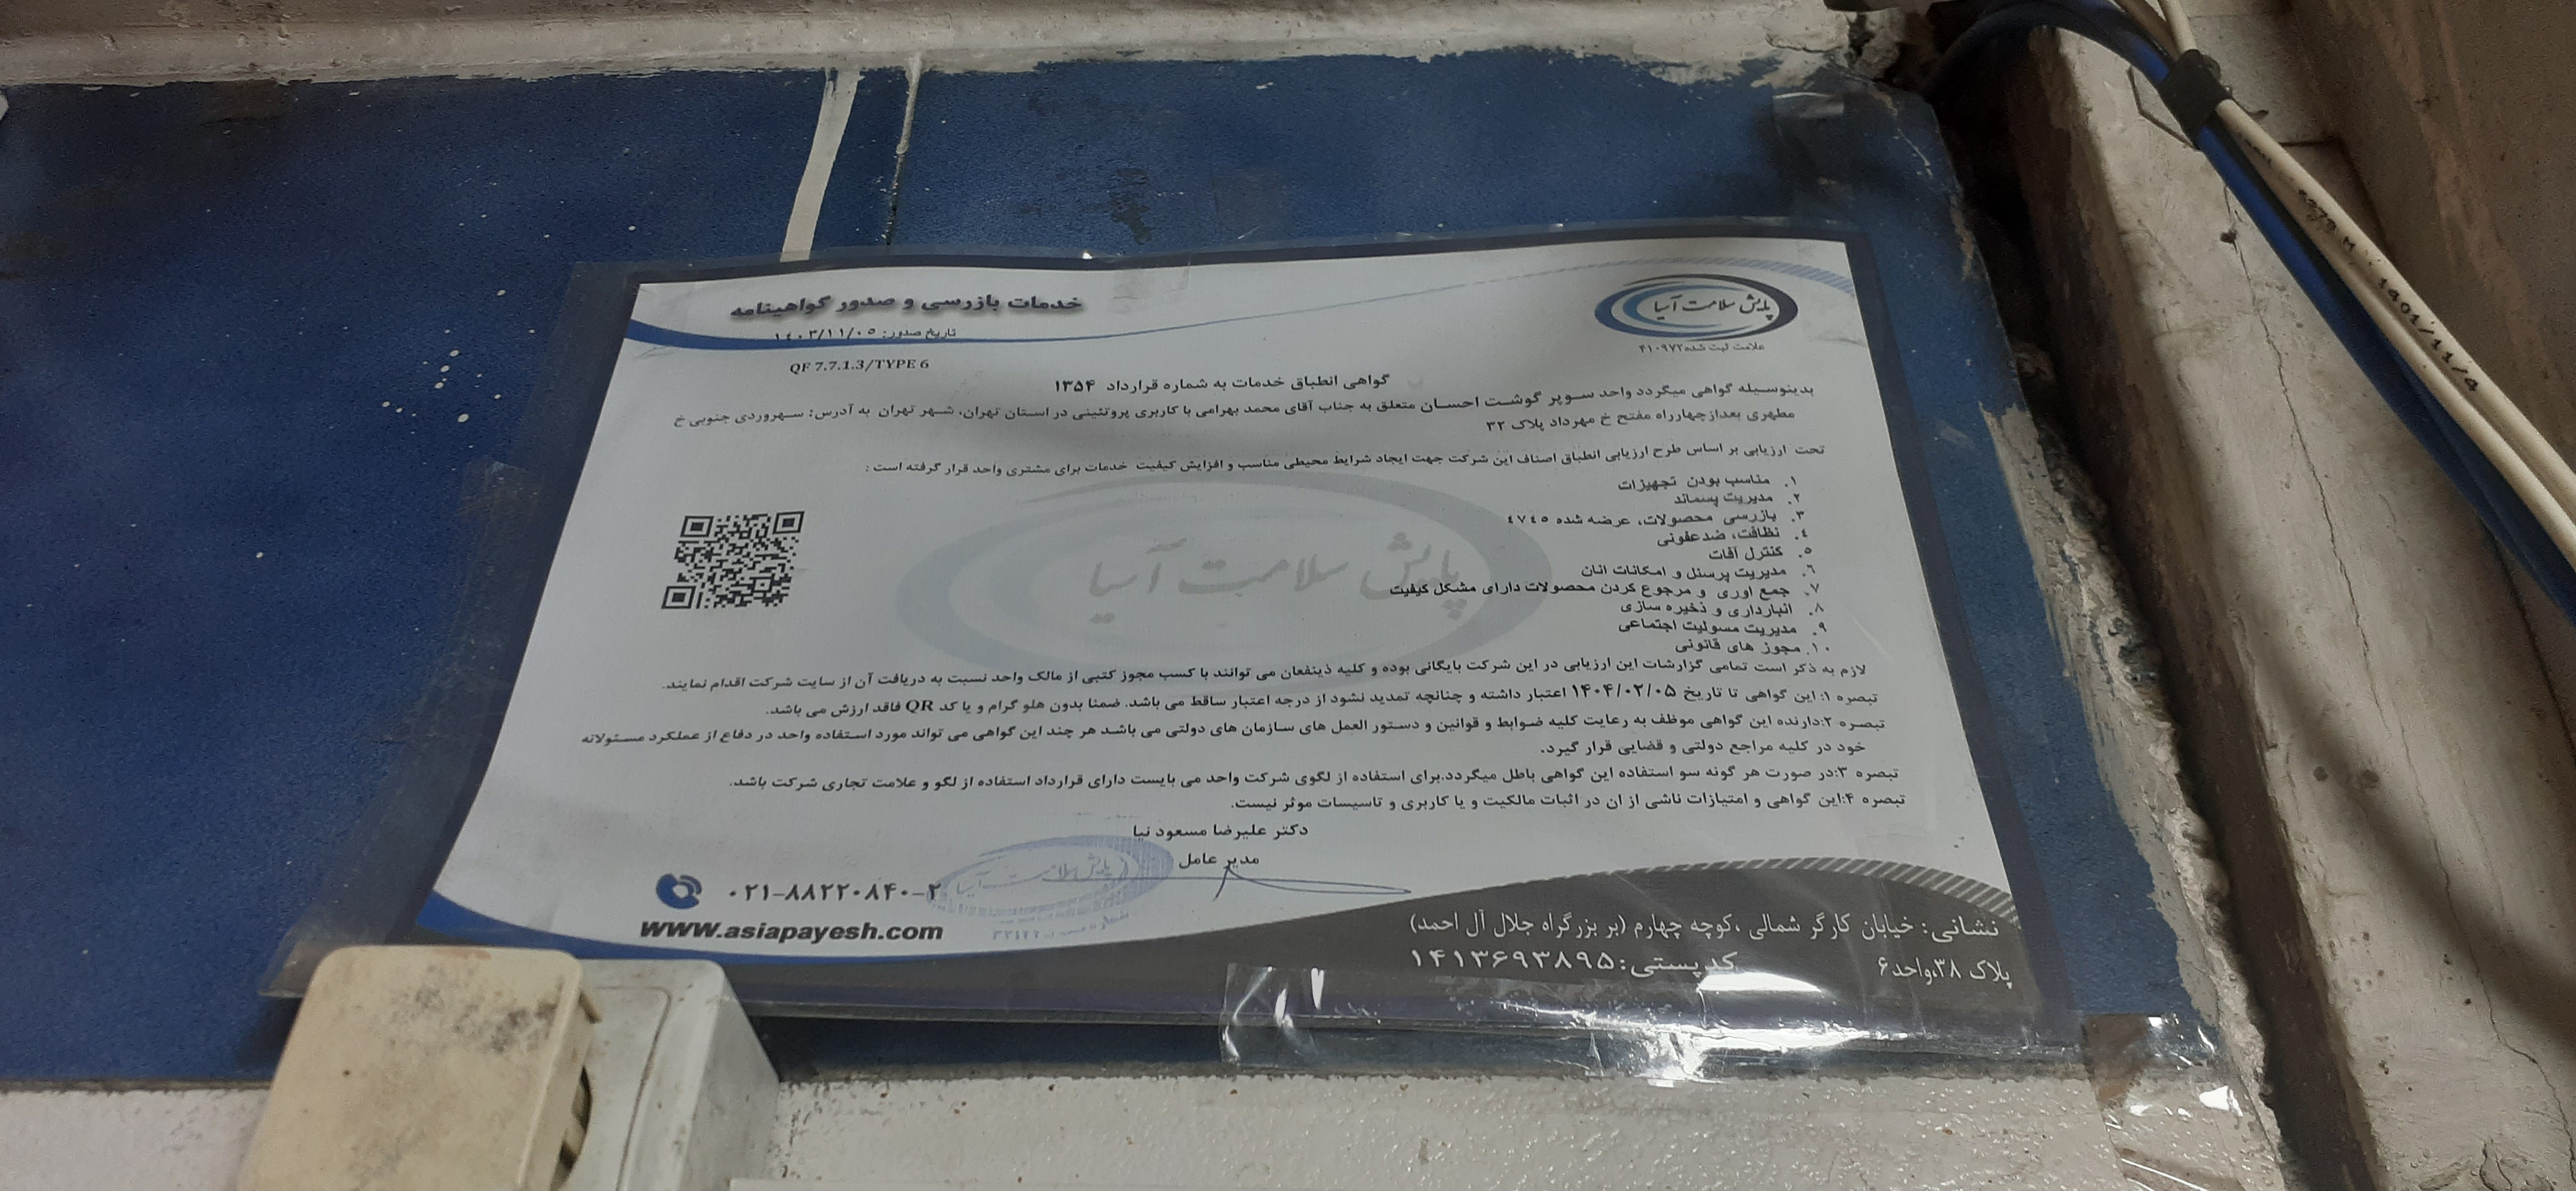 خدمات بازرسی و صدور گواهینامه
تاریخ صدور: ۱۴۰۳/۱۱/۰۵
QF 7.7.1.3/TYPE 6
پایش سلامت آسیا
علامت ثبت شده ۴۱۰۹۷۲
گواهی انطباق خدمات به شماره قرارداد ۱۳۵۴
بدینوسیله گواهی میگردد واحد سوپر گوشت احسان متعلق به جناب آقای محمد بهرامی با کاربری پروتئینی در استان تهران، شهر تهران به آدرس: سهروردی جنوبی خ
مطهری بعدازچهارراه مفتح خ مهرداد پلاک ۳۲
تحت ارزیابی بر اساس طرح ارزیابی انطباق اصناف این شرکت جهت ایجاد شرایط محیطی مناسب و افزایش کیفیت خدمات برای مشتری واحد قرار گرفته است :
۱. مناسب بودن تجهیزات
۲. مدیریت پسماند
۳. بازرسی محصولات، عرضه شده ٤٧٤٥
۴. نظافت، ضدعفونی
۵. کنترل آفات
۶. مدیریت پرسنل و امکانات انان
۷. جمع اوری و مرجوع کردن محصولات دارای مشکل کیفیت
۸. انبارداری و ذخیره سازی
۹. مدیریت مسولیت اجتماعی
۱۰. مجوز های قانونی
پایش سلامت آسیا
لازم به ذکر است تمامی گزارشات این ارزیابی در این شرکت بایگانی بوده و کلیه ذینفعان می توانند با کسب مجوز کتبی از مالک واحد نسبت به دریافت آن از سایت شرکت اقدام نمایند.
تبصره ۱: این گواهی تا تاریخ ۱۴۰۴/۰۲/۰۵ اعتبار داشته و چنانچه تمدید نشود از درجه اعتبار ساقط می باشد. ضمنا بدون هلو گرام و یا کد QR فاقد ارزش می باشد.
تبصره ۲:دارنده این گواهی موظف به رعایت کلیه ضوابط و قوانین و دستور العمل های سازمان های دولتی می باشد هر چند این گواهی می تواند مورد استفاده واحد در دفاع از عملکرد مسئولانه
خود در کلیه مراجع دولتی و قضایی قرار گیرد.
تبصره ۳:در صورت هر گونه سو استفاده این گواهی باطل میگردد.برای استفاده از لگوی شرکت واحد می بایست دارای قرارداد استفاده از لگو و علامت تجاری شرکت باشد.
تبصره ۴:این گواهی و امتیازات ناشی از ان در اثبات مالکیت و یا کاربری و تاسیسات موثر نیست.
دکتر علیرضا مسعود نیا
مدیر عامل
پایش سلامت آسیا
۰۲۱-۸۸۲۲۰۸۴۰-۲
www.asiapayesh.com
نشانی: خیابان کارگر شمالی ،کوچه چهارم (بر بزرگراه جلال آل احمد)
پلاک ۳۸،واحد۶
کدپستی:۱۴۱۳۶۹۳۸۹۵
1401/11/4